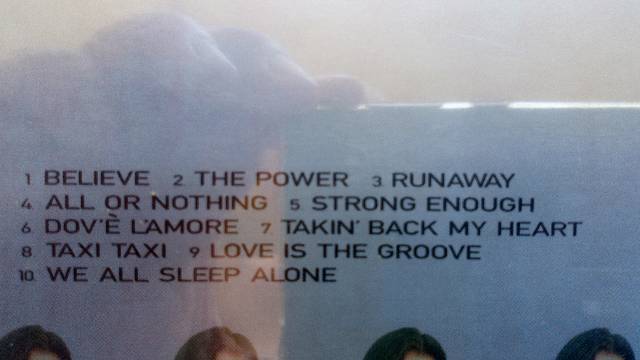 1 BELIEVE 2 THE POWER 3 RUNAWAY
4 ALL OR NOTHING 5 STRONG ENOUGH
6 DOV'È L'AMORE 7 TAKIN' BACK MY HEART
8 TAXI TAXI 9 LOVE IS THE GROOVE
10 WE ALL SLEEP ALONE